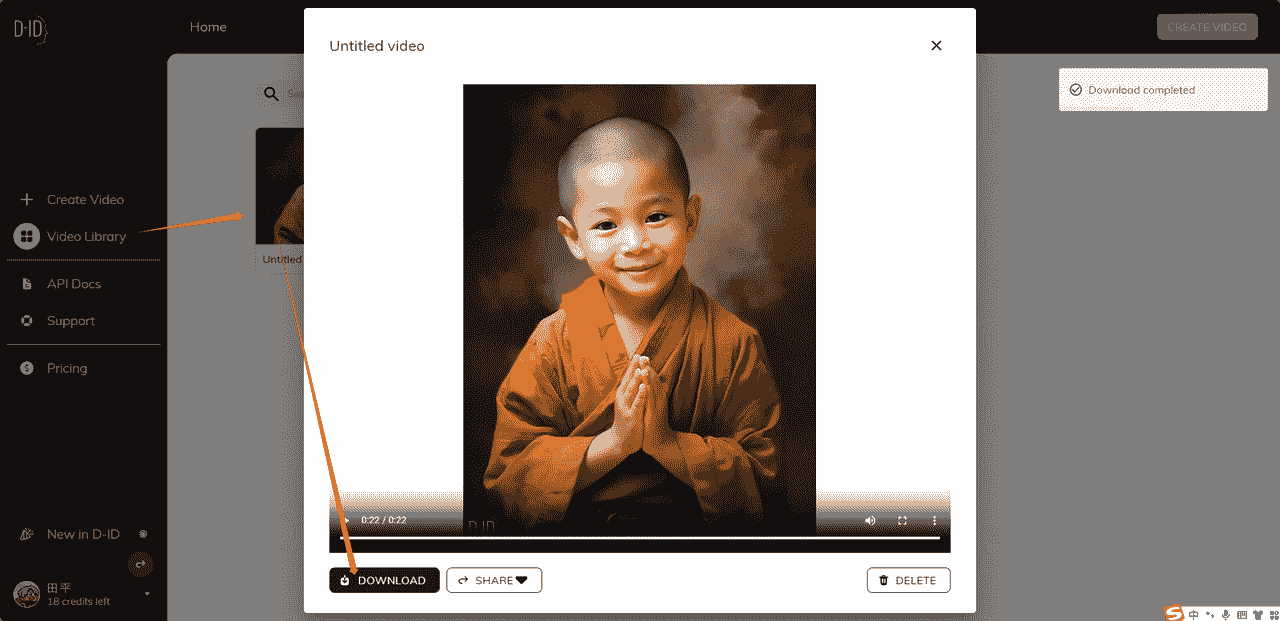 D-ID
Home
CREATE VIDEO
Untitled video
Download completed
Create Video
Video Library
Untitled
API Docs
Support
Pricing
0:22 / 0:22
D·ID
New in D-ID
田平
18 credits left
DOWNLOAD
SHARE
DELETE
中